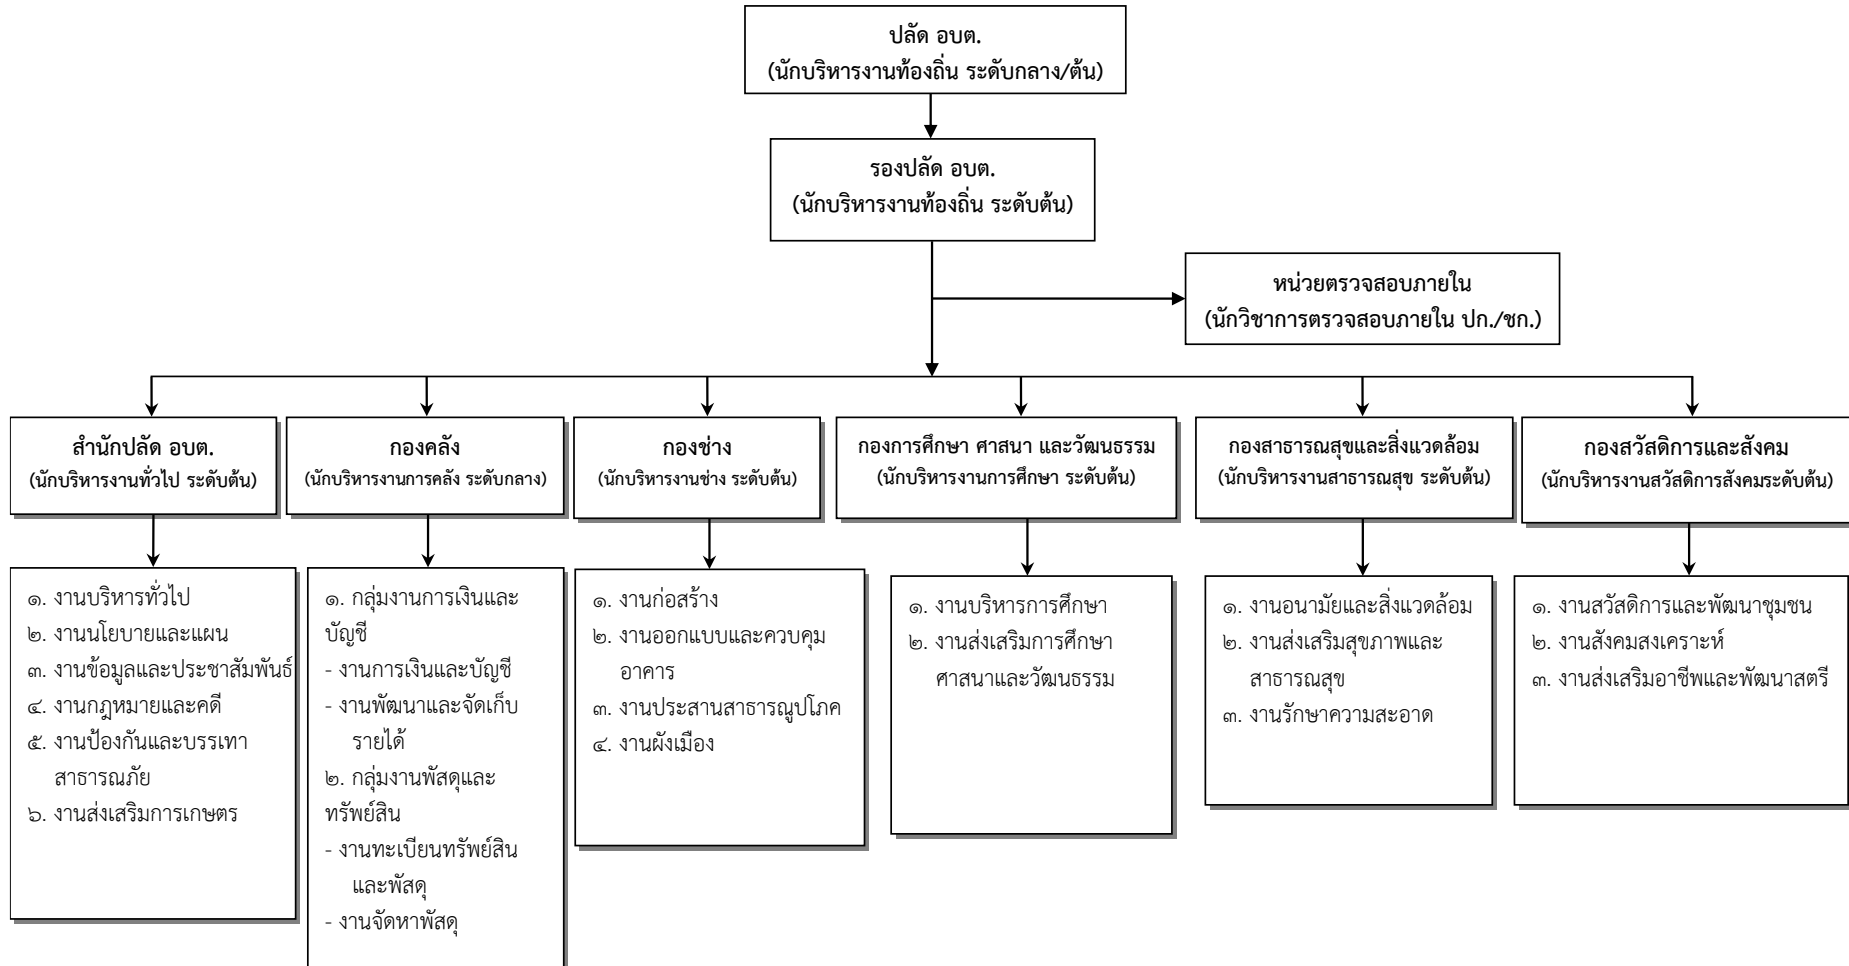 ปลัด อบต.
(นักบริหารงานท้องถิ่น ระดับกลาง/ต้น)
รองปลัด อบต.
(นักบริหารงานท้องถิ่น ระดับต้น)
หน่วยตรวจสอบภายใน
(นักวิชาการตรวจสอบภายใน ปก./ชก.)
สำนักปลัด อบต.
(นักบริหารงานทั่วไป ระดับต้น)
กองคลัง
(นักบริหารงานการคลัง ระดับกลาง)
กองช่าง
(นักบริหารงานช่าง ระดับต้น)
กองการศึกษา ศาสนา และวัฒนธรรม
(นักบริหารงานการศึกษา ระดับต้น)
กองสาธารณสุขและสิ่งแวดล้อม
(นักบริหารงานสาธารณสุข ระดับต้น)
กองสวัสดิการและสังคม
(นักบริหารงานสวัสดิการสังคมระดับต้น)
๑. งานบริหารทั่วไป
๒. งานนโยบายและแผน
๓. งานข้อมูลและประชาสัมพันธ์
๔. งานกฎหมายและคดี
๕. งานป้องกันและบรรเทา
สาธารณภัย
๖. งานส่งเสริมการเกษตร
๑. กลุ่มงานการเงินและ
บัญชี
- งานการเงินและบัญชี
- งานพัฒนาและจัดเก็บ
รายได้
๒. กลุ่มงานพัสดุและ
ทรัพย์สิน
- งานทะเบียนทรัพย์สิน
และพัสดุ
- งานจัดหาพัสดุ
๑. งานก่อสร้าง
๒. งานออกแบบและควบคุม
อาคาร
๓. งานประสานสาธารณูปโภค
๔. งานผังเมือง
๑. งานบริหารการศึกษา
๒. งานส่งเสริมการศึกษา
ศาสนาและวัฒนธรรม
๑. งานอนามัยและสิ่งแวดล้อม
๒. งานส่งเสริมสุขภาพและ
สาธารณสุข
๓. งานรักษาความสะอาด
๑. งานสวัสดิการและพัฒนาชุมชน
๒. งานสังคมสงเคราะห์
๓. งานส่งเสริมอาชีพและพัฒนาสตรี